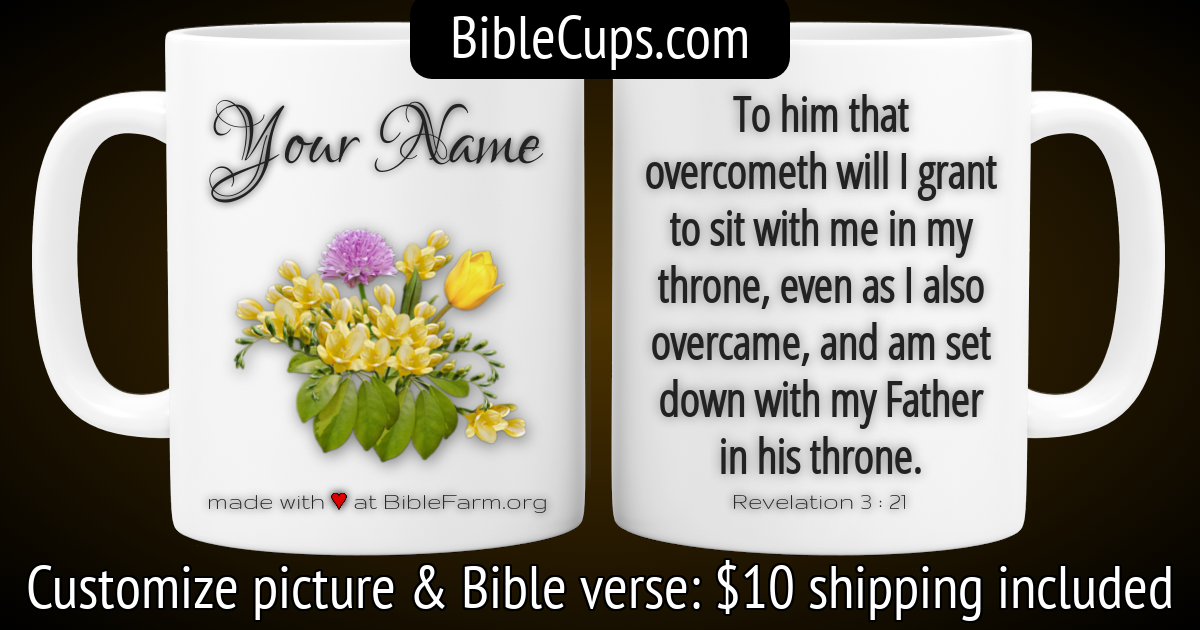 BibleCups.com
Your Name
made with ♥ at BibleFarm.org
To him that
overcometh will I grant
to sit with me in my
throne, even as I also
overcame, and am set
down with my Father
in his throne.
Revelation 3 : 21
Customize picture & Bible verse: $10 shipping included